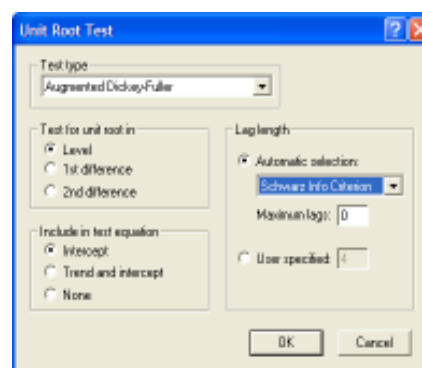 Unit Root Test
Test type
Augmented Dickey-Fuller
Test for unit root in
Level
1st difference
2nd difference
Include in test equation
Intercept
Trend and intercept
None
Lag length
Automatic selection:
Schwarz Info Criterion
Maximum lags: 0
User specified: 4
OK
Cancel